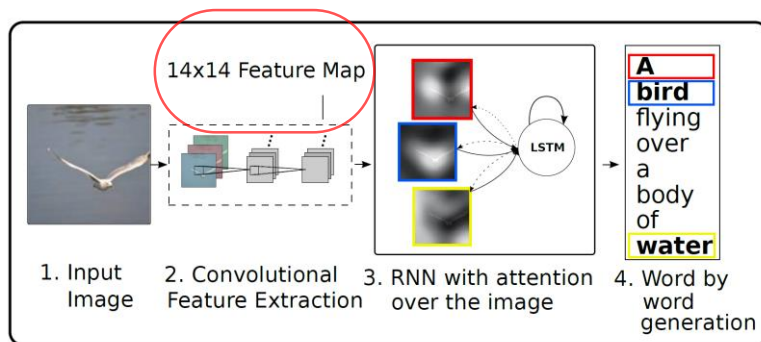 14x14 Feature Map
LSTM
A
bird
flying
over
a
body
of
water
1. Input
Image
2. Convolutional
Feature Extraction
3. RNN with attention
over the image
4. Word by
word
generation